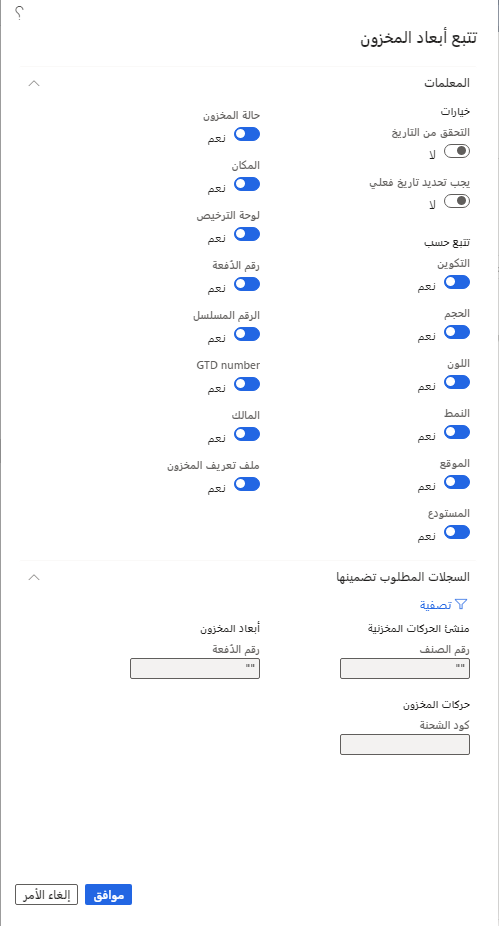 ؟
تتبع أبعاد المخزون
المعلمات
خيارات
التحقق من التاريخ
لا
يجب تحديد تاريخ فعلي
لا
تتبع حسب
التكوين
نعم
الحجم
نعم
اللون
نعم
النمط
نعم
الموقع
نعم
المستودع
نعم
حالة المخزون
نعم
المكان
نعم
لوحة الترخيص
نعم
رقم الدُفعة
نعم
الرقم المسلسل
نعم
GTD number
نعم
المالك
نعم
ملف تعريف المخزون
نعم
السجلات المطلوب تضمينها
تصفية
منشئ الحركات المخزنية
رقم الصنف
""
أبعاد المخزون
رقم الدُفعة
""
حركات المخزون
كود الشحنة
موافق
إلغاء الأمر